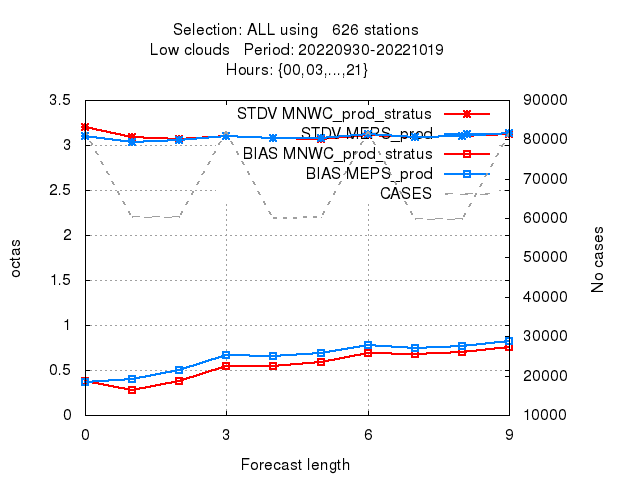 Selection: ALL using   626 stations
Low clouds   Period: 20220930-20221019
Hours: {00,03,...,21}
3.5
3
2.5
2
1.5
1
0.5
0
octas
STDV MNWC_prod_stratus
STDV MEPS_prod
BIAS MNWC_prod_stratus
BIAS MEPS_prod
CASES
90000
80000
70000
60000
50000
40000
30000
20000
10000
No cases
0 3 6 9
Forecast length